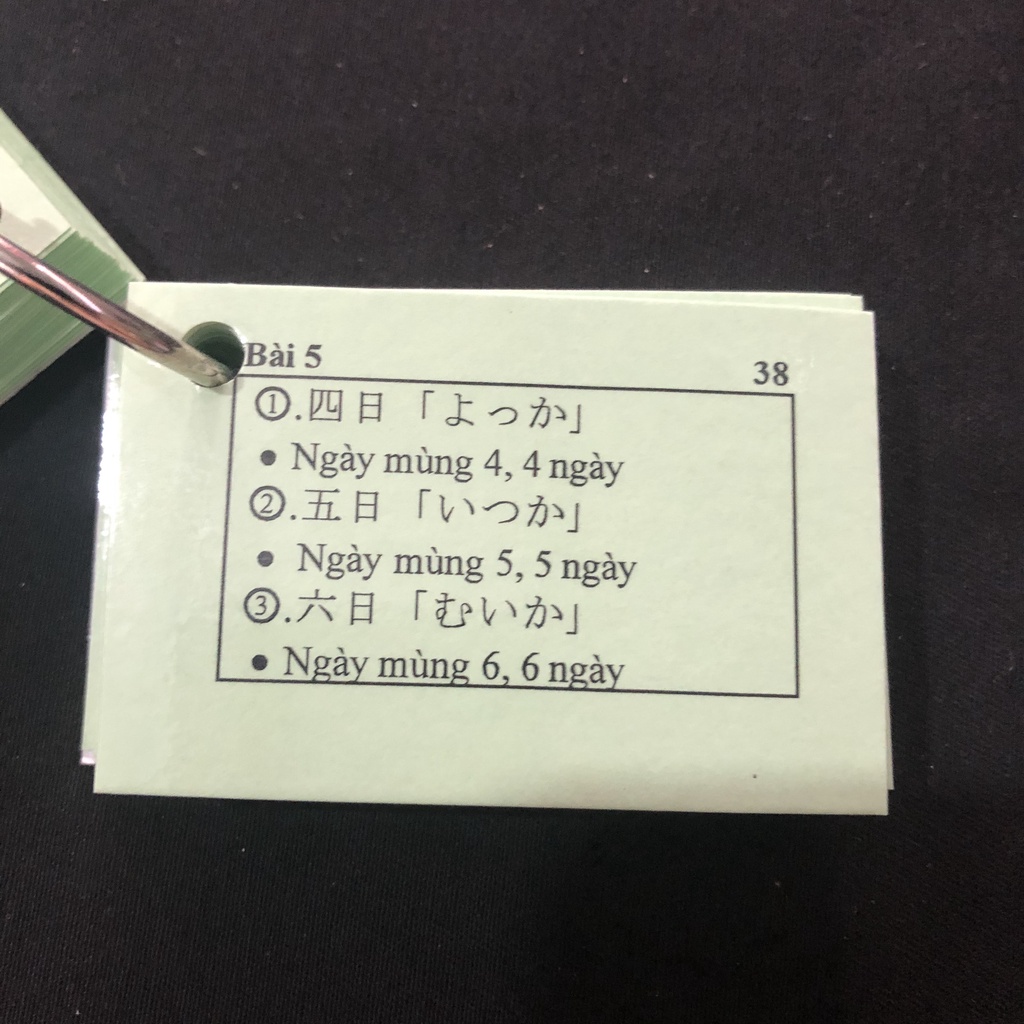 Bài 5
38
①.四日「よっか」
• Ngày mùng 4, 4 ngày
②.五日「いつか」
• Ngày mùng 5, 5 ngày
③.六日「むいか」
• Ngày mùng 6, 6 ngày